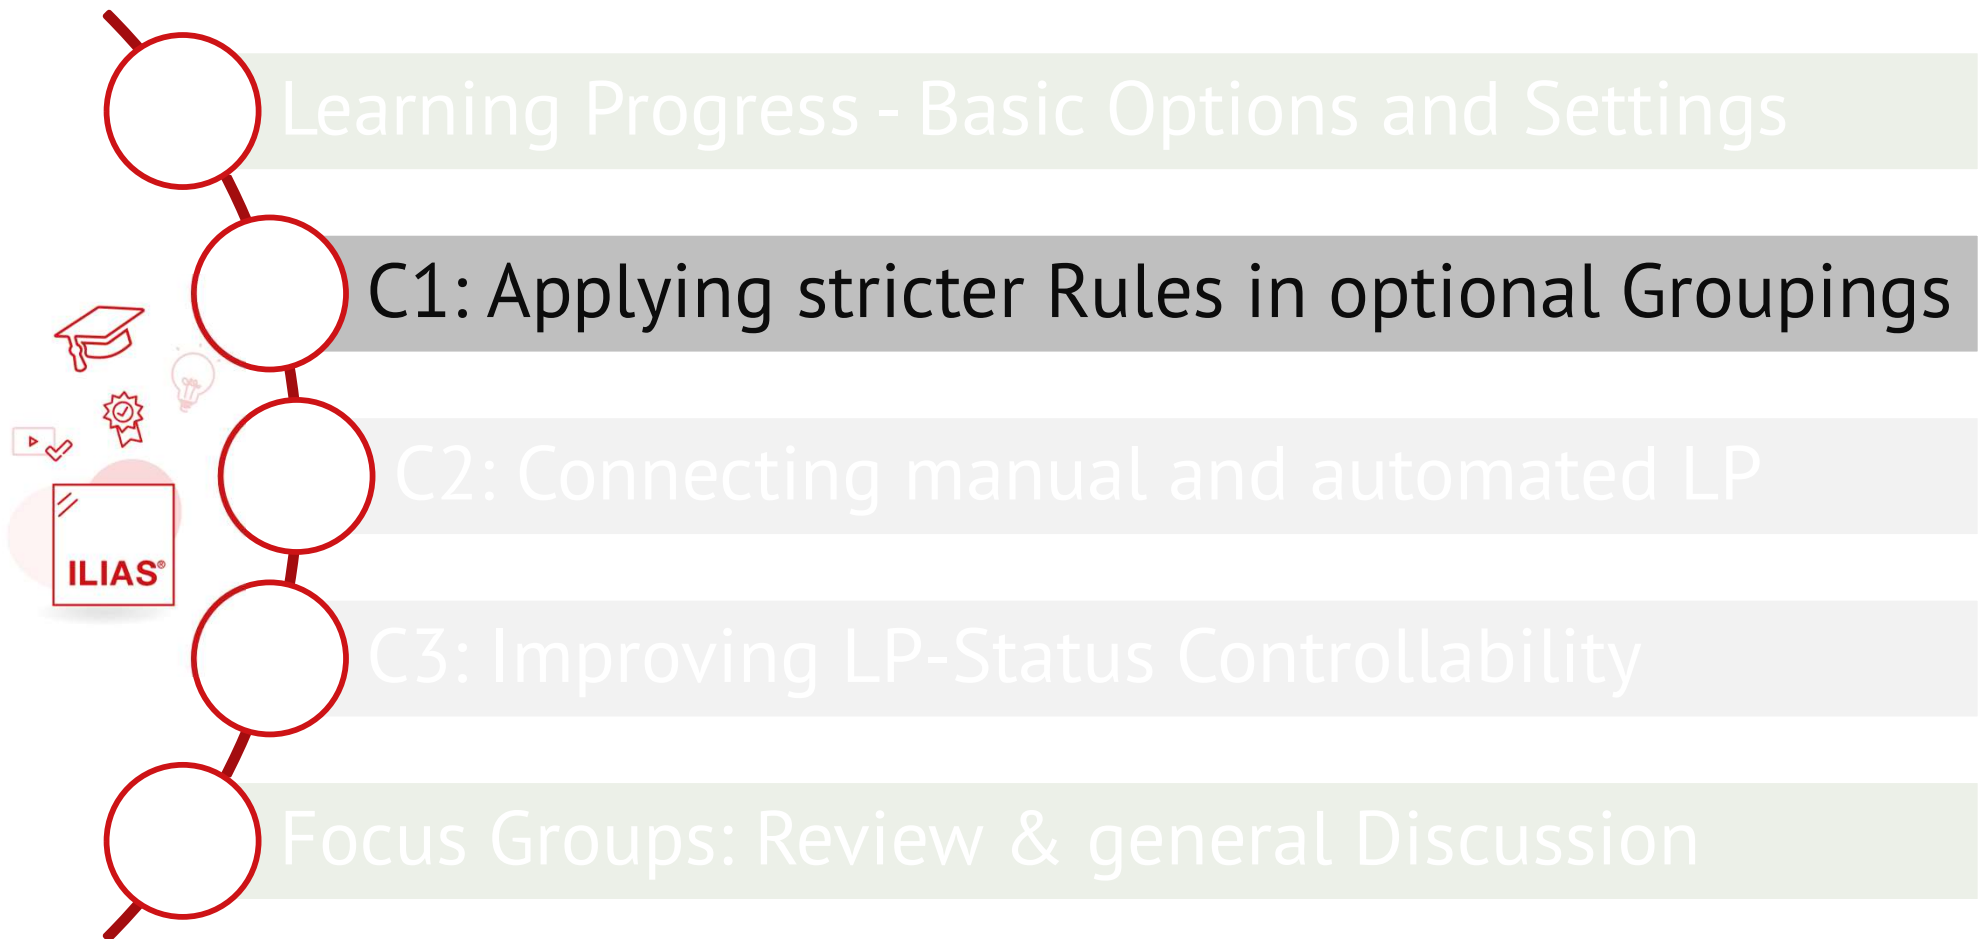 Learning Progress - Basic Options and Settings
C1: Applying stricter Rules in optional Groupings
C2: Connecting manual and automated LP
ILIAS®
C3: Improving LP-Status Controllability
Focus Groups: Review & general Discussion